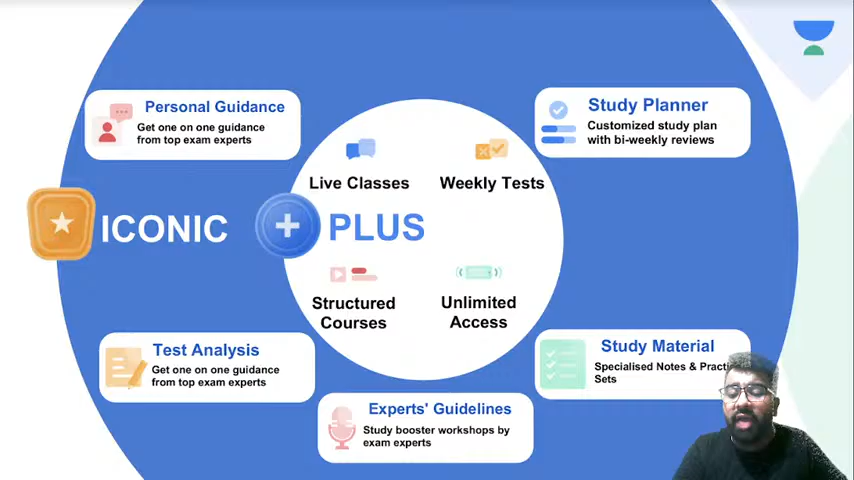 Personal Guidance
Get one on one guidance
from top exam experts
Study Planner
Customized study plan
with bi-weekly reviews
Live Classes
Weekly Tests
ICONIC
PLUS
Structured
Courses
Unlimited
Access
Test Analysis
Get one on one guidance
from top exam experts
Study Material
Specialised Notes &
Sets
Experts' Guidelines
Study booster workshops by
exam experts